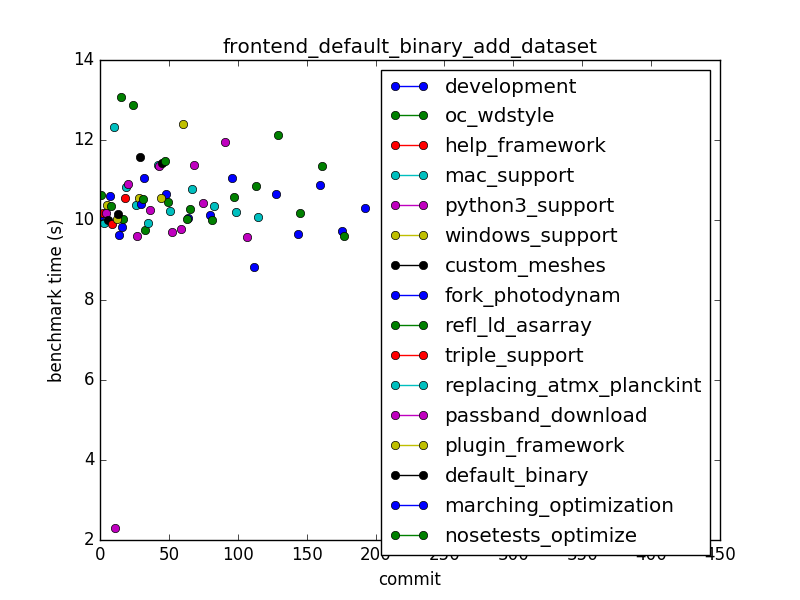 frontend_default_binary_add_dataset
14
12
10
8
6
4
2
benchmark time (s)
development
oc_wdstyle
help_framework
mac_support
python3_support
windows_support
custom_meshes
fork_photodynam
refl_ld_asarray
triple_support
replacing_atmx_planckint
passband_download
plugin_framework
default_binary
marching_optimization
nosetests_optimize
0 50 100 150 200 250 300 350 400 450
commit